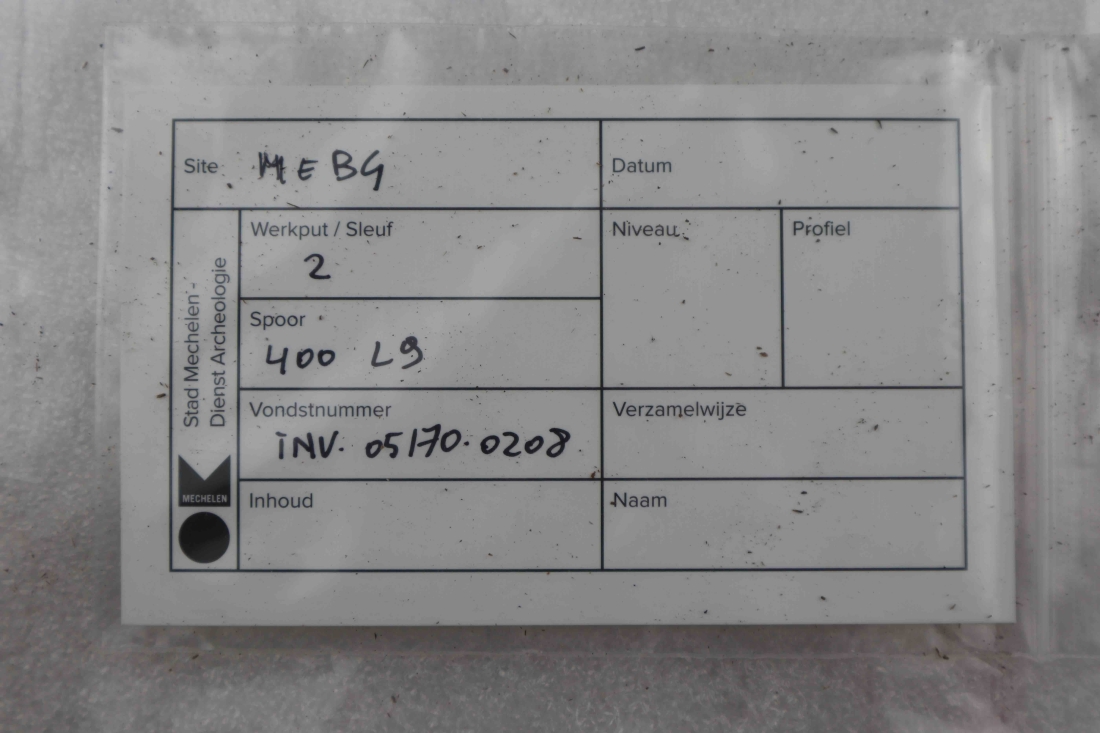 Site MEBG
Datum
Werkput / Sleuf
2
Niveau
Profiel
Spoor
400 L9
Vondstnummer
INV. 05170.0208
Verzamelwijze
Inhoud
Naam
Stad Mechelen -
Dienst Archeologie
MECHELEN